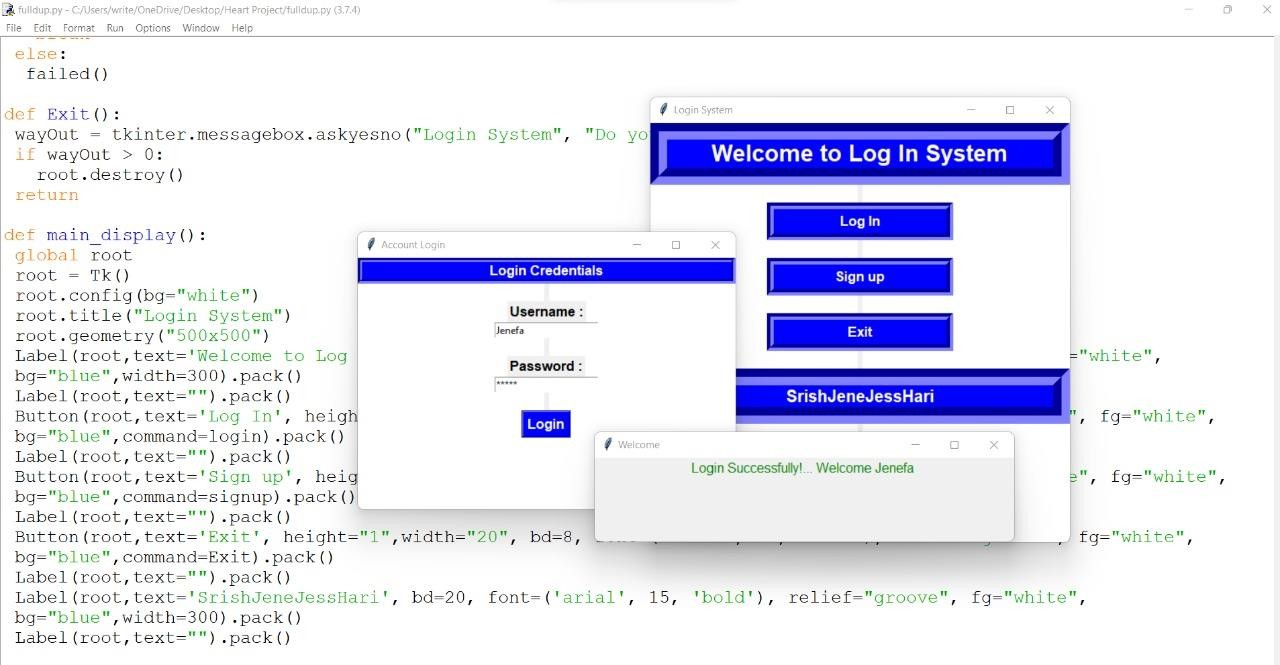 fulldup.py - C:/Users/write/OneDrive/Desktop/Heart Project/fulldup.py (3.7.4)
File Edit Format Run Options Window Help
else:
failed()
def Exit():
wayOut = tkinter.messagebox.askyesno("Login System", "Do yo
if wayOut > 0:
root.destroy()
return
def main_display():
global root
root = Tk()
root.config(bg="white")
root.title("Login System")
root.geometry("500x500")
Label(root,text='Welcome to Log ="white",
bg="blue",width=300).pack()
Label(root,text="").pack()
Button(root,text='Log In', heigh ", fg="white",
bg="blue",command=login).pack()
Label(root,text="").pack()
Button(root,text='Sign up', heig e", fg="white",
bg="blue",command=signup).pack()
Label(root,text="").pack()
Button(root,text='Exit', height="1",width="20", bd=8, fg="white",
bg="blue",command=Exit).pack()
Label(root,text="").pack()
Label(root,text='SrishJeneJessHari', bd=20, font=('arial', 15, 'bold'), relief="groove", fg="white",
bg="blue",width=300).pack()
Label(root,text="").pack()
Login System
Welcome to Log In System
Log In
Sign up
Exit
SrishJeneJessHari
Account Login
Login Credentials
Username :
Jenefa
Password :
*****
Login
Welcome
Login Successfully!... Welcome Jenefa